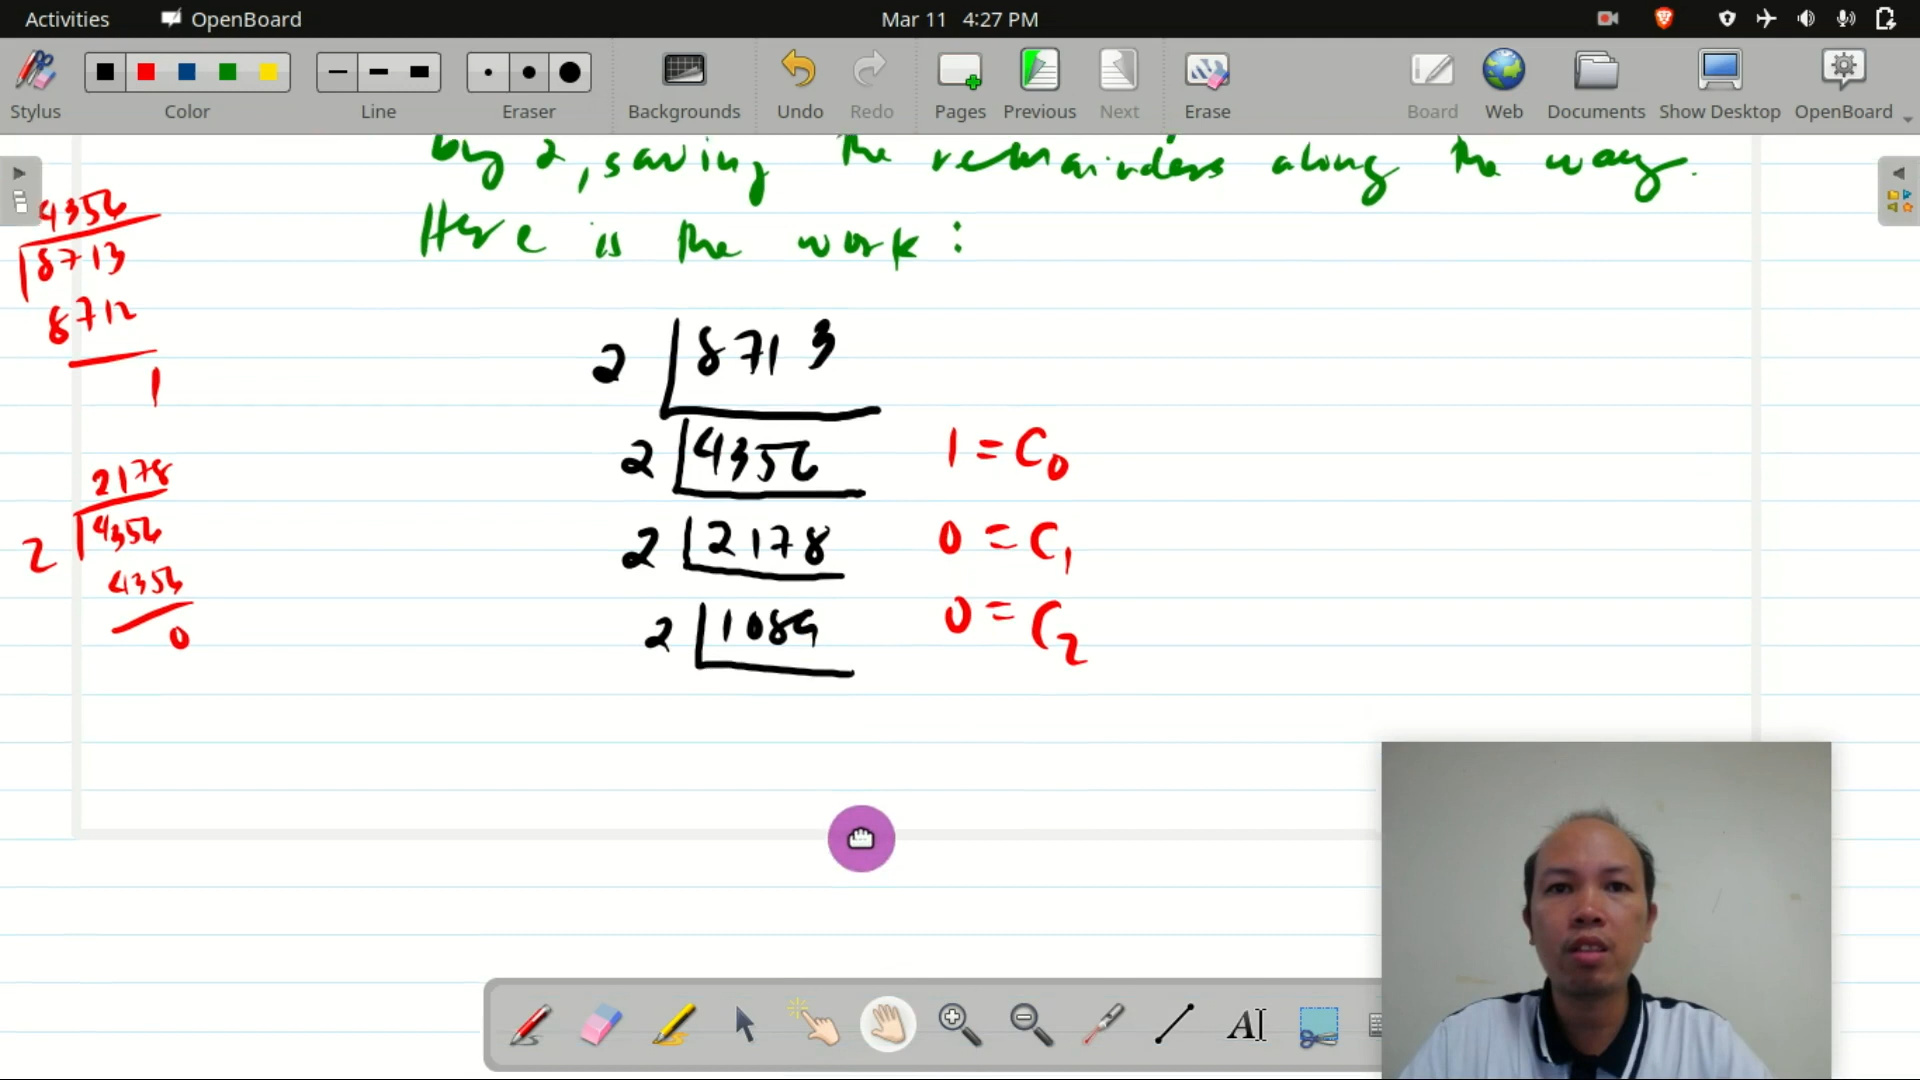 Activities OpenBoard Mar 11 4:27 PM
Stylus Color Line Eraser Backgrounds Undo Redo Pages Previous Next Erase Board Web Documents Show Desktop OpenBoard
by 2, saving the remainders along the way.
Here is the work:
4356
8713
8712
1
2178
2 4356
4356
0
2 8713
2 4356 1 = C0
2 2178 0 = C1
2 1089 0 = C2